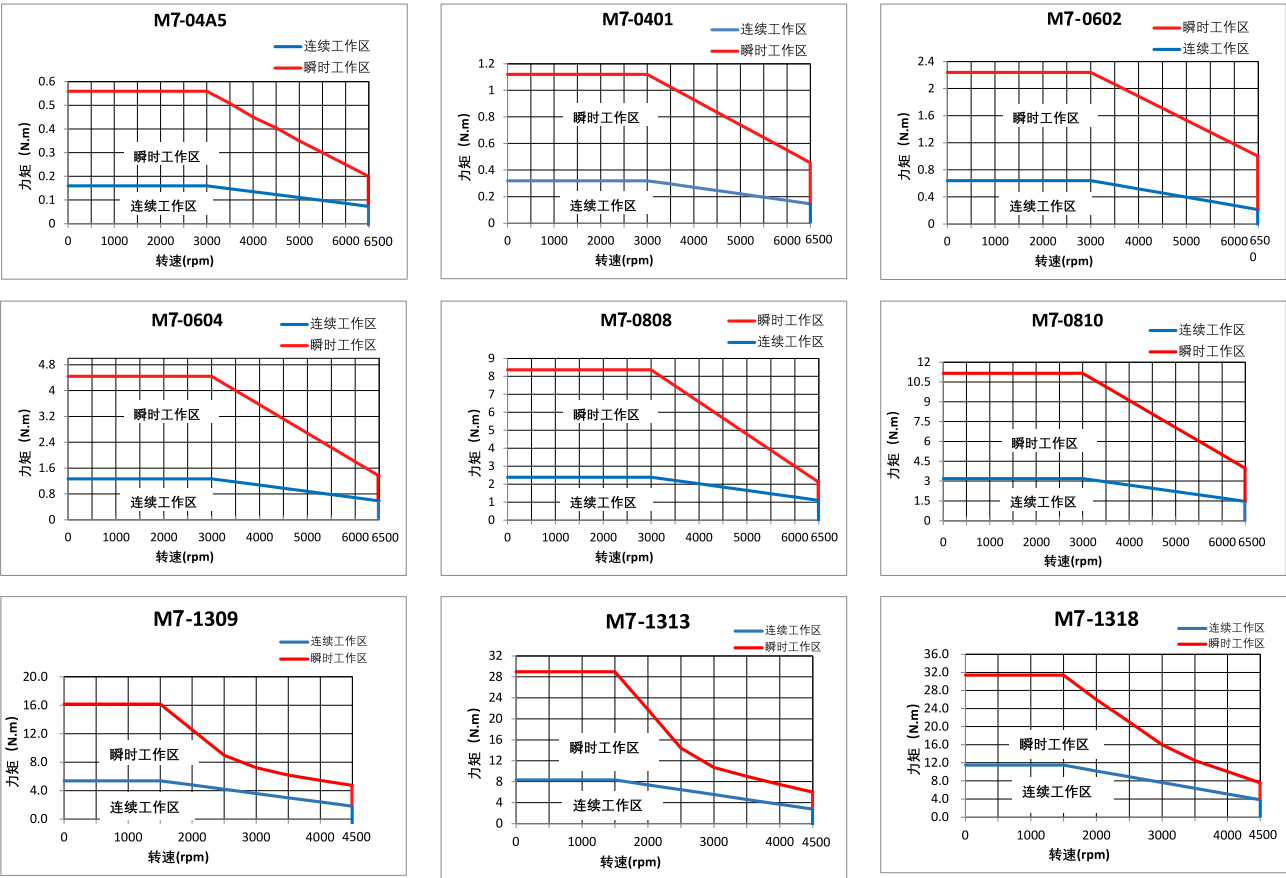 M7-04A5
连续工作区
瞬时工作区
力矩 (N.m)
0.6
0.5
0.4
0.3
0.2
0.1
0
瞬时工作区
连续工作区
0 1000 2000 3000 4000 5000 6000 6500
转速(rpm)
M7-0401
连续工作区
瞬时工作区
力矩 (N.m)
1.2
1
0.8
0.6
0.4
0.2
0
瞬时工作区
连续工作区
0 1000 2000 3000 4000 5000 6000 6500
转速(rpm)
M7-0602
瞬时工作区
连续工作区
力矩 (N.m)
2.4
2
1.6
1.2
0.8
0.4
0
瞬时工作区
连续工作区
0 1000 2000 3000 4000 5000 6000 650
0
转速(rpm)
M7-0604
连续工作区
瞬时工作区
力矩 (N.m)
4.8
4
3.2
2.4
1.6
0.8
0
瞬时工作区
连续工作区
0 1000 2000 3000 4000 5000 6000 6500
转速(rpm)
M7-0808
瞬时工作区
连续工作区
力矩 (N.m)
9
8
7
6
5
4
3
2
1
0
瞬时工作区
连续工作区
0 1000 2000 3000 4000 5000 6000 6500
转速(rpm)
M7-0810
连续工作区
瞬时工作区
力矩 (N.m)
12
10.5
9
7.5
6
4.5
3
1.5
0
瞬时工作区
连续工作区
0 1000 2000 3000 4000 5000 6000 6500
转速(rpm)
M7-1309
连续工作区
瞬时工作区
力矩 (N.m)
20.0
16.0
12.0
8.0
4.0
0.0
瞬时工作区
连续工作区
0 1000 2000 3000 4000 4500
转速(rpm)
M7-1313
连续工作区
瞬时工作区
力矩 (N.m)
32
28
24
20
16
12
8
4
0
瞬时工作区
连续工作区
0 1000 2000 3000 4000 4500
转速(rpm)
M7-1318
连续工作区
瞬时工作区
力矩 (N.m)
36.0
32.0
28.0
24.0
20.0
16.0
12.0
8.0
4.0
0.0
瞬时工作区
连续工作区
0 1000 2000 3000 4000 4500
转速(rpm)